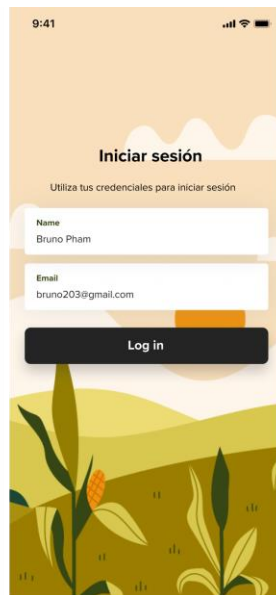 9:41
Iniciar sesión
Utiliza tus credenciales para iniciar sesión
Name
Bruno Pham
Email
bruno203@gmail.com
Log in